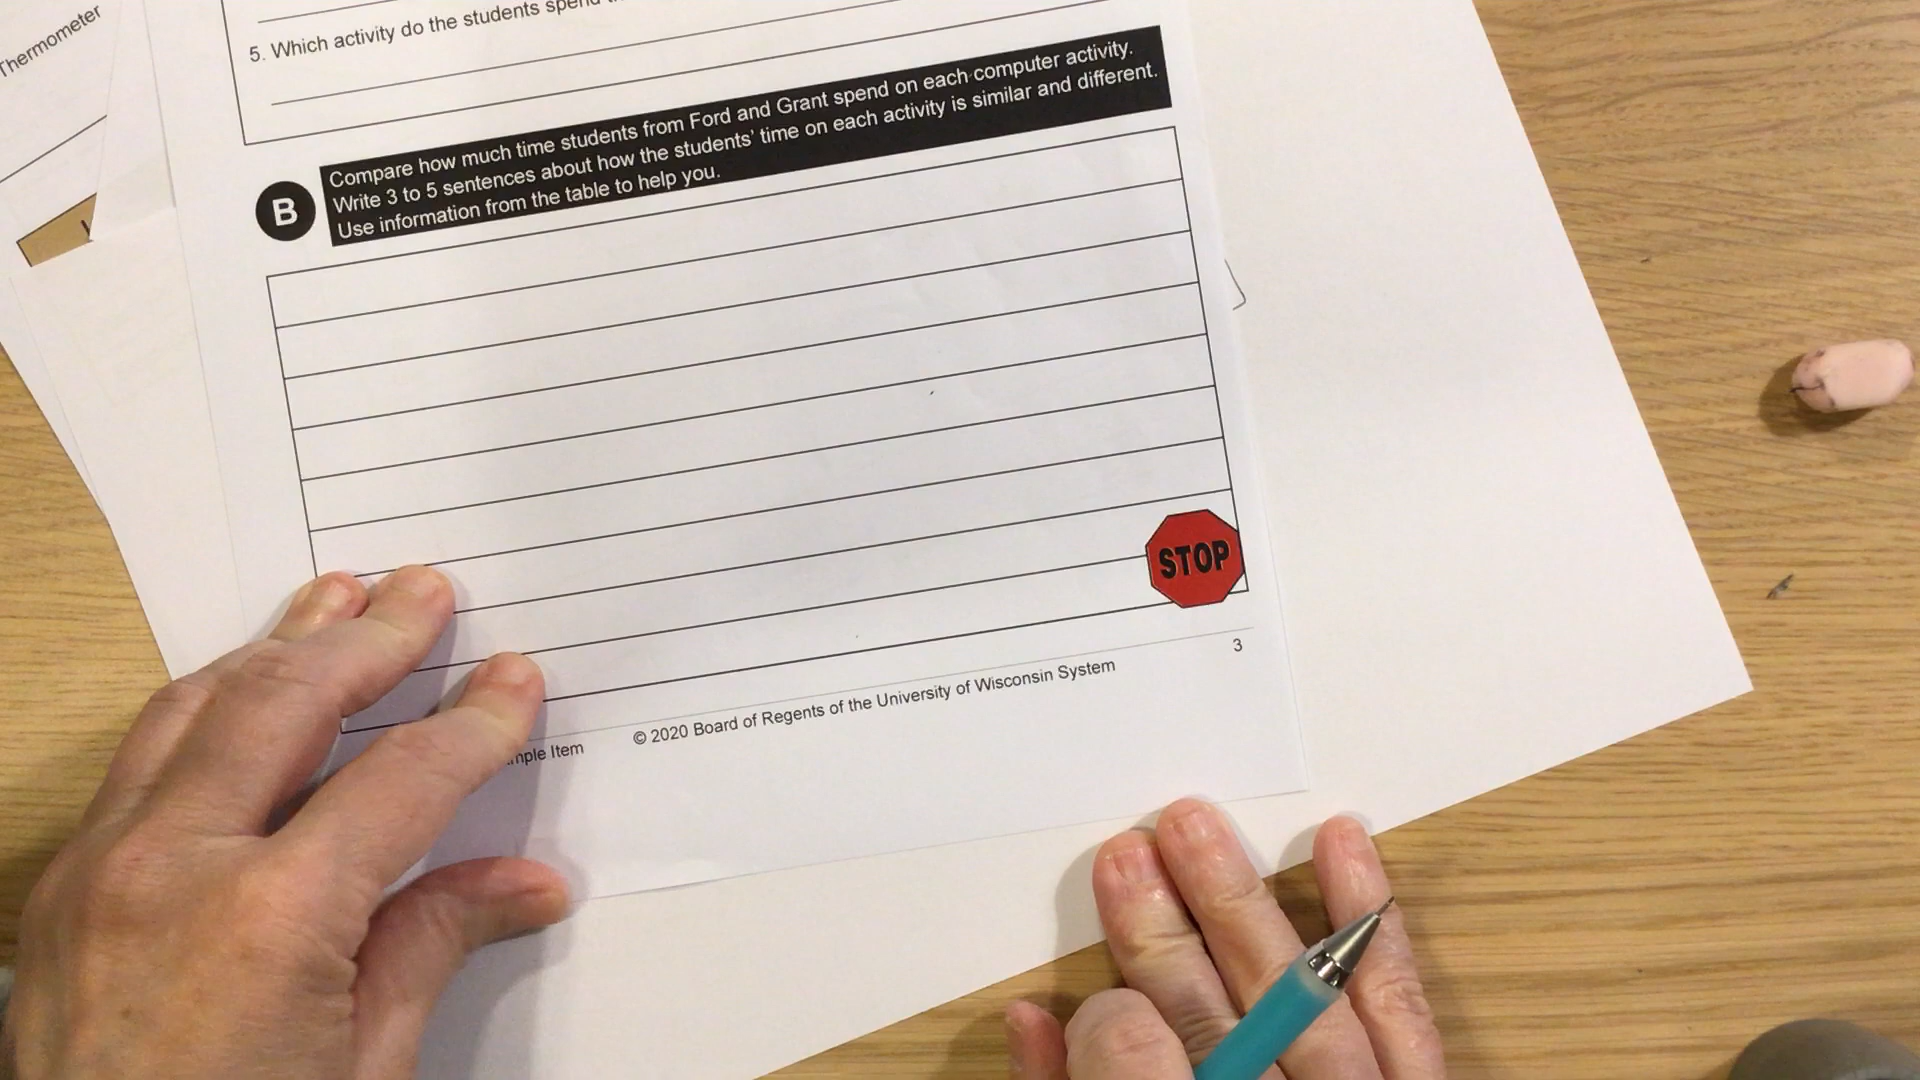 Thermometer
5. Which activity do the students spend
B
Compare how much time students from Ford and Grant spend on each computer activity.
Write 3 to 5 sentences about how the students' time on each activity is similar and different.
Use information from the table to help you.
STOP
3
Item © 2020 Board of Regents of the University of Wisconsin System